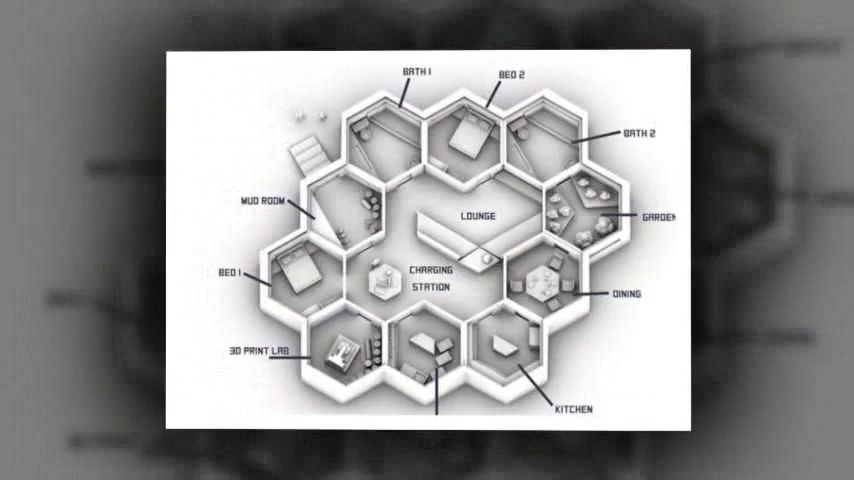 BATH 1
BED 2
BATH 2
MUD ROOM
LOUNGE
GARDEN
BED 1
CHARGING
STATION
DINING
3D PRINT LAB
KITCHEN